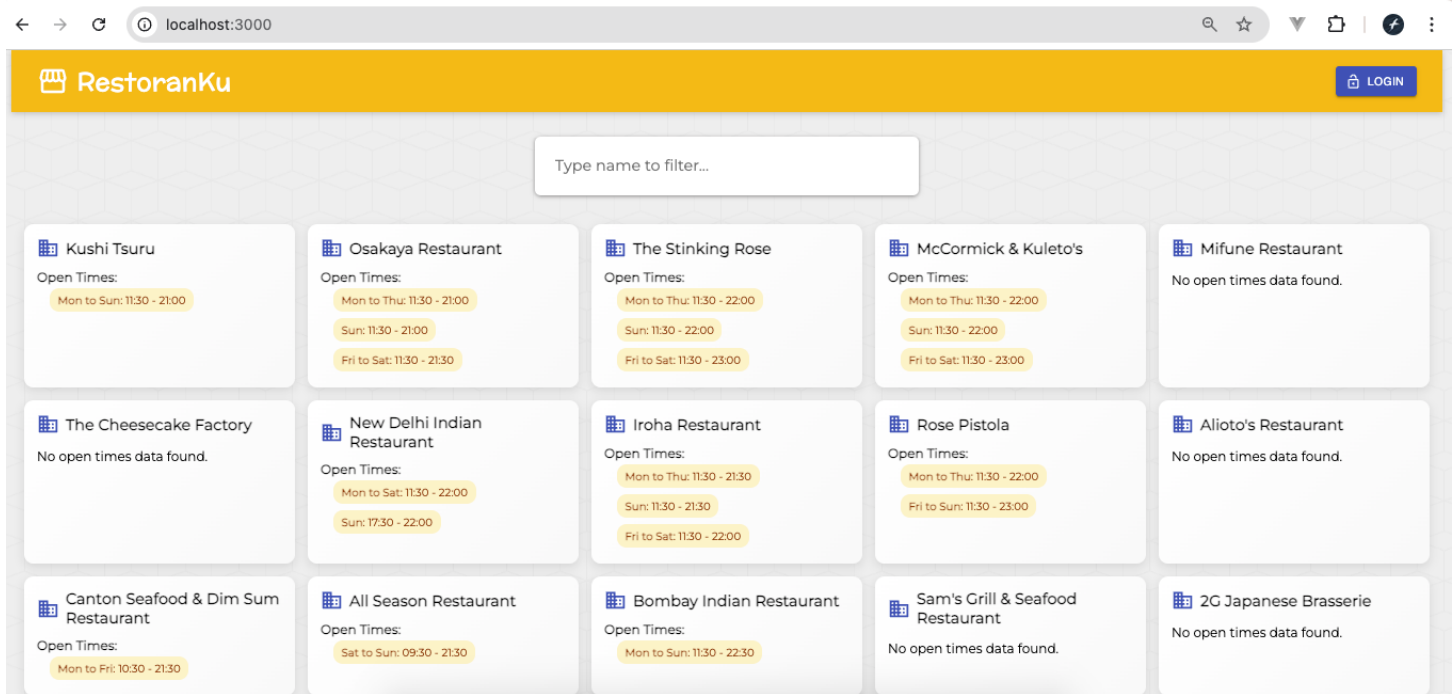 localhost:3000
RestoranKu
LOGIN
Type name to filter...
Kushi Tsuru
Open Times:
Mon to Sun: 11:30 - 21:00
Osakaya Restaurant
Open Times:
Mon to Thu: 11:30 - 21:00
Sun: 11:30 - 21:00
Fri to Sat: 11:30 - 21:30
The Stinking Rose
Open Times:
Mon to Thu: 11:30 - 22:00
Sun: 11:30 - 22:00
Fri to Sat: 11:30 - 23:00
McCormick & Kuleto's
Open Times:
Mon to Thu: 11:30 - 22:00
Sun: 11:30 - 22:00
Fri to Sat: 11:30 - 23:00
Mifune Restaurant
No open times data found.
The Cheesecake Factory
No open times data found.
New Delhi Indian
Restaurant
Open Times:
Mon to Sat: 11:30 - 22:00
Sun: 17:30 - 22:00
Iroha Restaurant
Open Times:
Mon to Thu: 11:30 - 21:30
Sun: 11:30 - 21:30
Fri to Sat: 11:30 - 22:00
Rose Pistola
Open Times:
Mon to Thu: 11:30 - 22:00
Fri to Sun: 11:30 - 23:00
Alioto's Restaurant
No open times data found.
Canton Seafood & Dim Sum
Restaurant
Open Times:
Mon to Fri: 10:30 - 21:30
All Season Restaurant
Open Times:
Sat to Sun: 09:30 - 21:30
Bombay Indian Restaurant
Open Times:
Mon to Sun: 11:30 - 22:30
Sam's Grill & Seafood
Restaurant
No open times data found.
2G Japanese Brasserie
No open times data found.